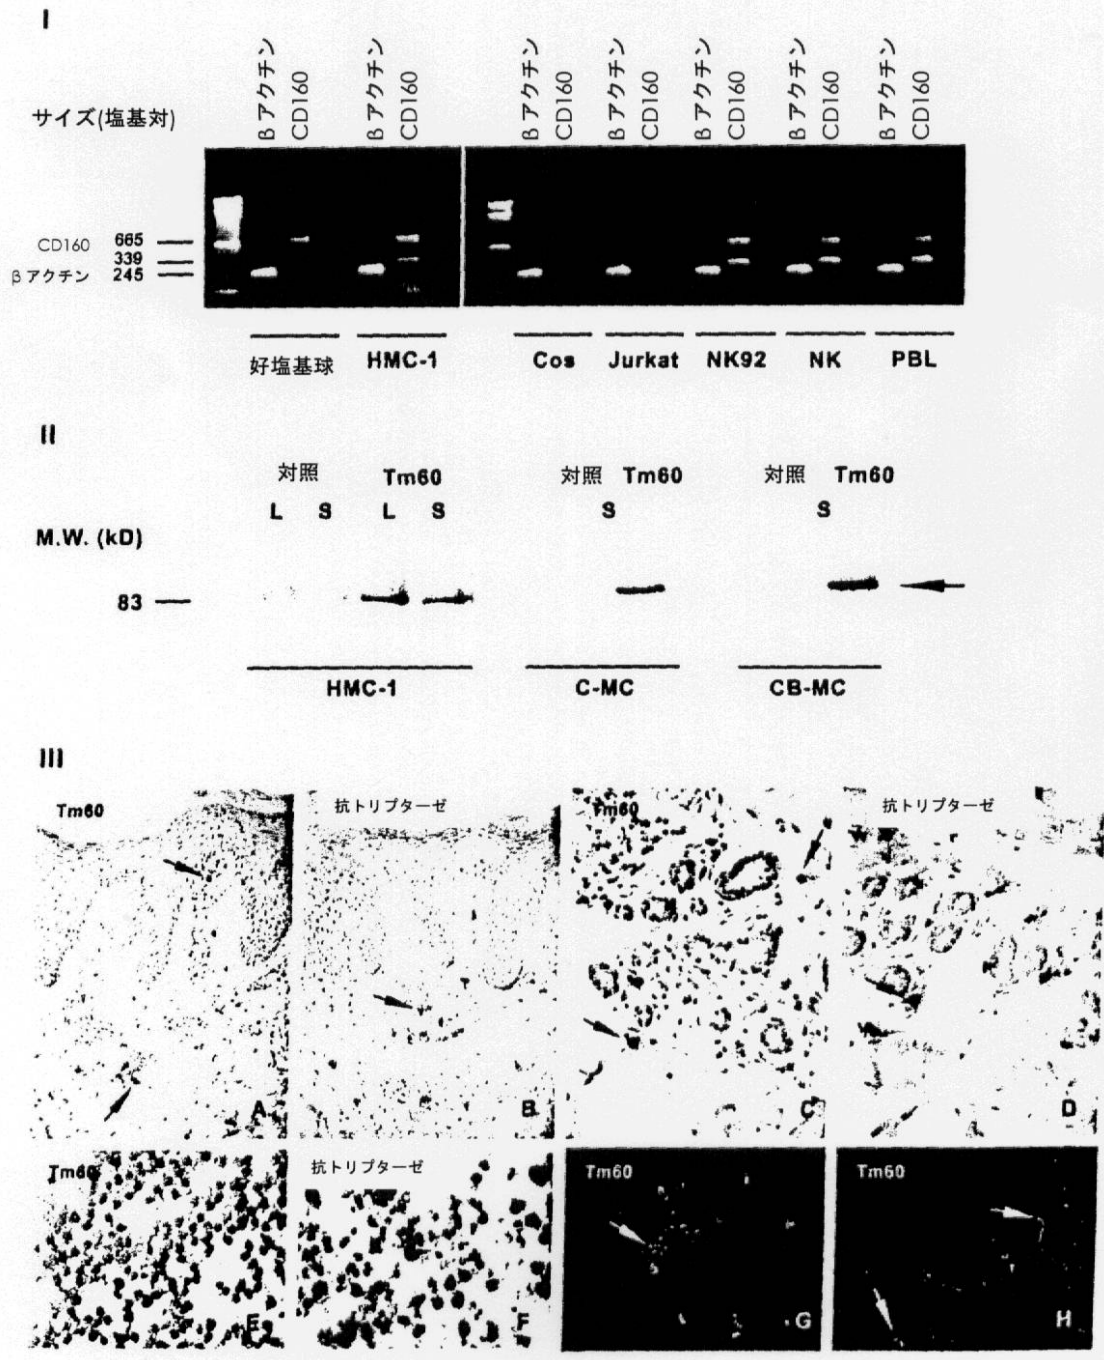 I
サイズ(塩基対)
βアクチン
CD160
βアクチン
CD160
βアクチン
CD160
βアクチン
CD160
βアクチン
CD160
βアクチン
CD160
βアクチン
CD160
CD160 665
339
βアクチン 245
好塩基球 HMC-1 Cos Jurkat NK92 NK PBL
II
対照 Tm60 対照 Tm60 対照 Tm60
L S L S S S
M.W. (kD)
83
HMC-1 C-MC CB-MC
III
Tm60 抗トリプターゼ Tm60 抗トリプターゼ
A B C D
Tm60 抗トリプターゼ Tm60 Tm60
E F G H